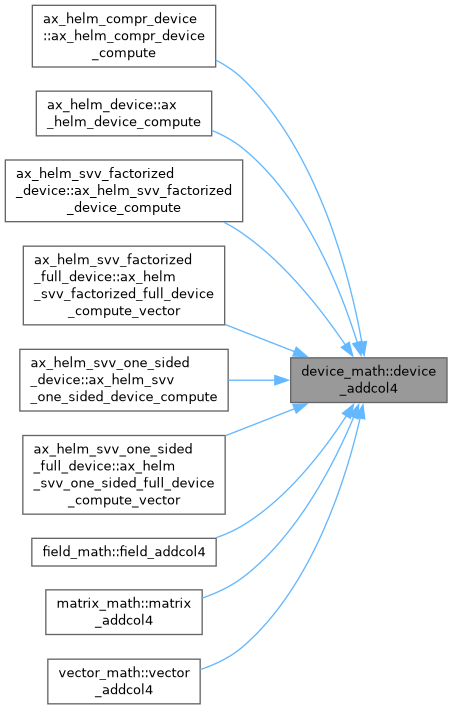 ax_helm_compr_device
::ax_helm_compr_device
_compute
ax_helm_device::ax
_helm_device_compute
ax_helm_svv_factorized
_device::ax_helm_svv_factorized
_device_compute
ax_helm_svv_factorized
_full_device::ax_helm
_svv_factorized_full_device
_compute_vector
device_math::device
_addcol4
ax_helm_svv_one_sided
_device::ax_helm_svv
_one_sided_device_compute
ax_helm_svv_one_sided
_full_device::ax_helm
_svv_one_sided_full_device
_compute_vector
field_math::field_addcol4
matrix_math::matrix
_addcol4
vector_math::vector
_addcol4